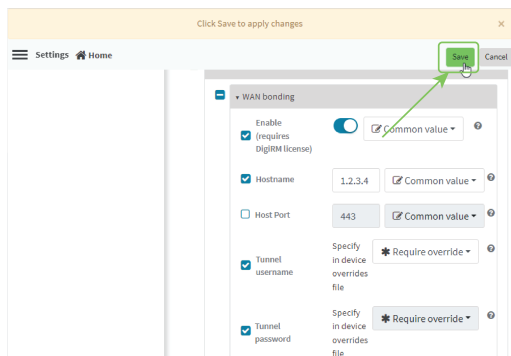 Click Save to apply changes ×
Settings Home Save Cancel
WAN bonding
Enable
(requires
DigiRM license)
Common value
Hostname 1.2.3.4 Common value
Host Port 443 Common value
Tunnel
username
Specify
in device
overrides
file
Require override
Tunnel
password
Specify
in device
overrides
file
Require override